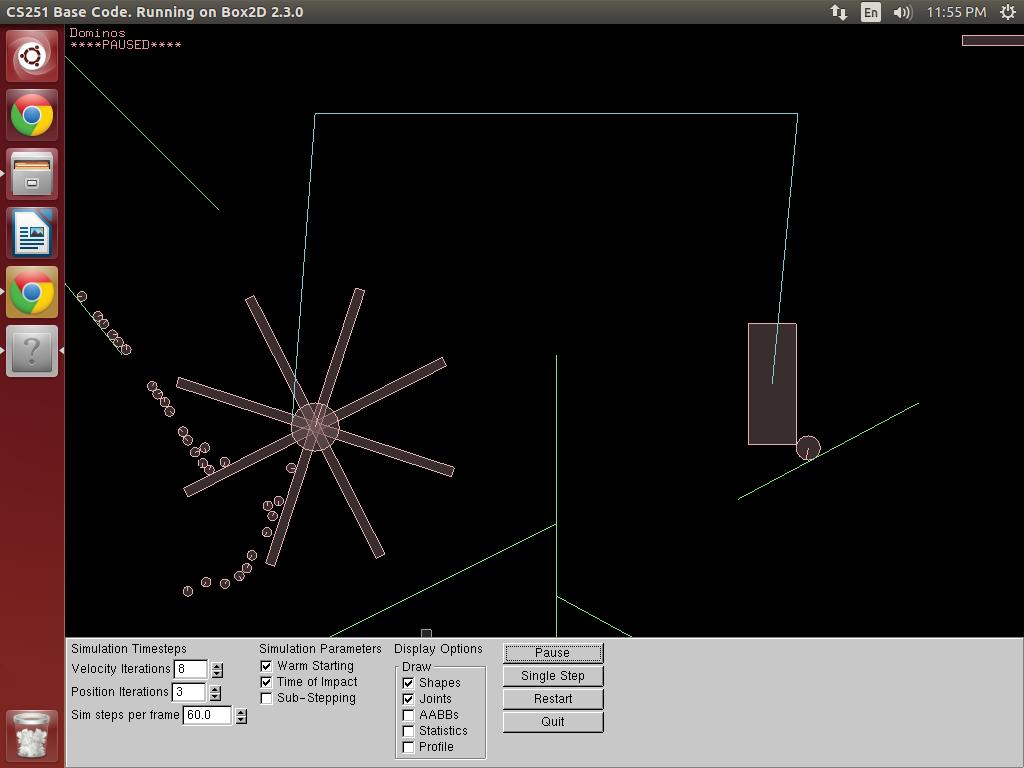 CS251 Base Code. Running on Box2D 2.3.0
En
11:55 PM
Dominos
****PAUSED****
?
Simulation Timesteps
Velocity Iterations 8
Position Iterations 3
Sim steps per frame 60.0
Simulation Parameters
Warm Starting
Time of Impact
Sub-Stepping
Display Options
Draw
Shapes
Joints
AABBs
Statistics
Profile
Pause
Single Step
Restart
Quit